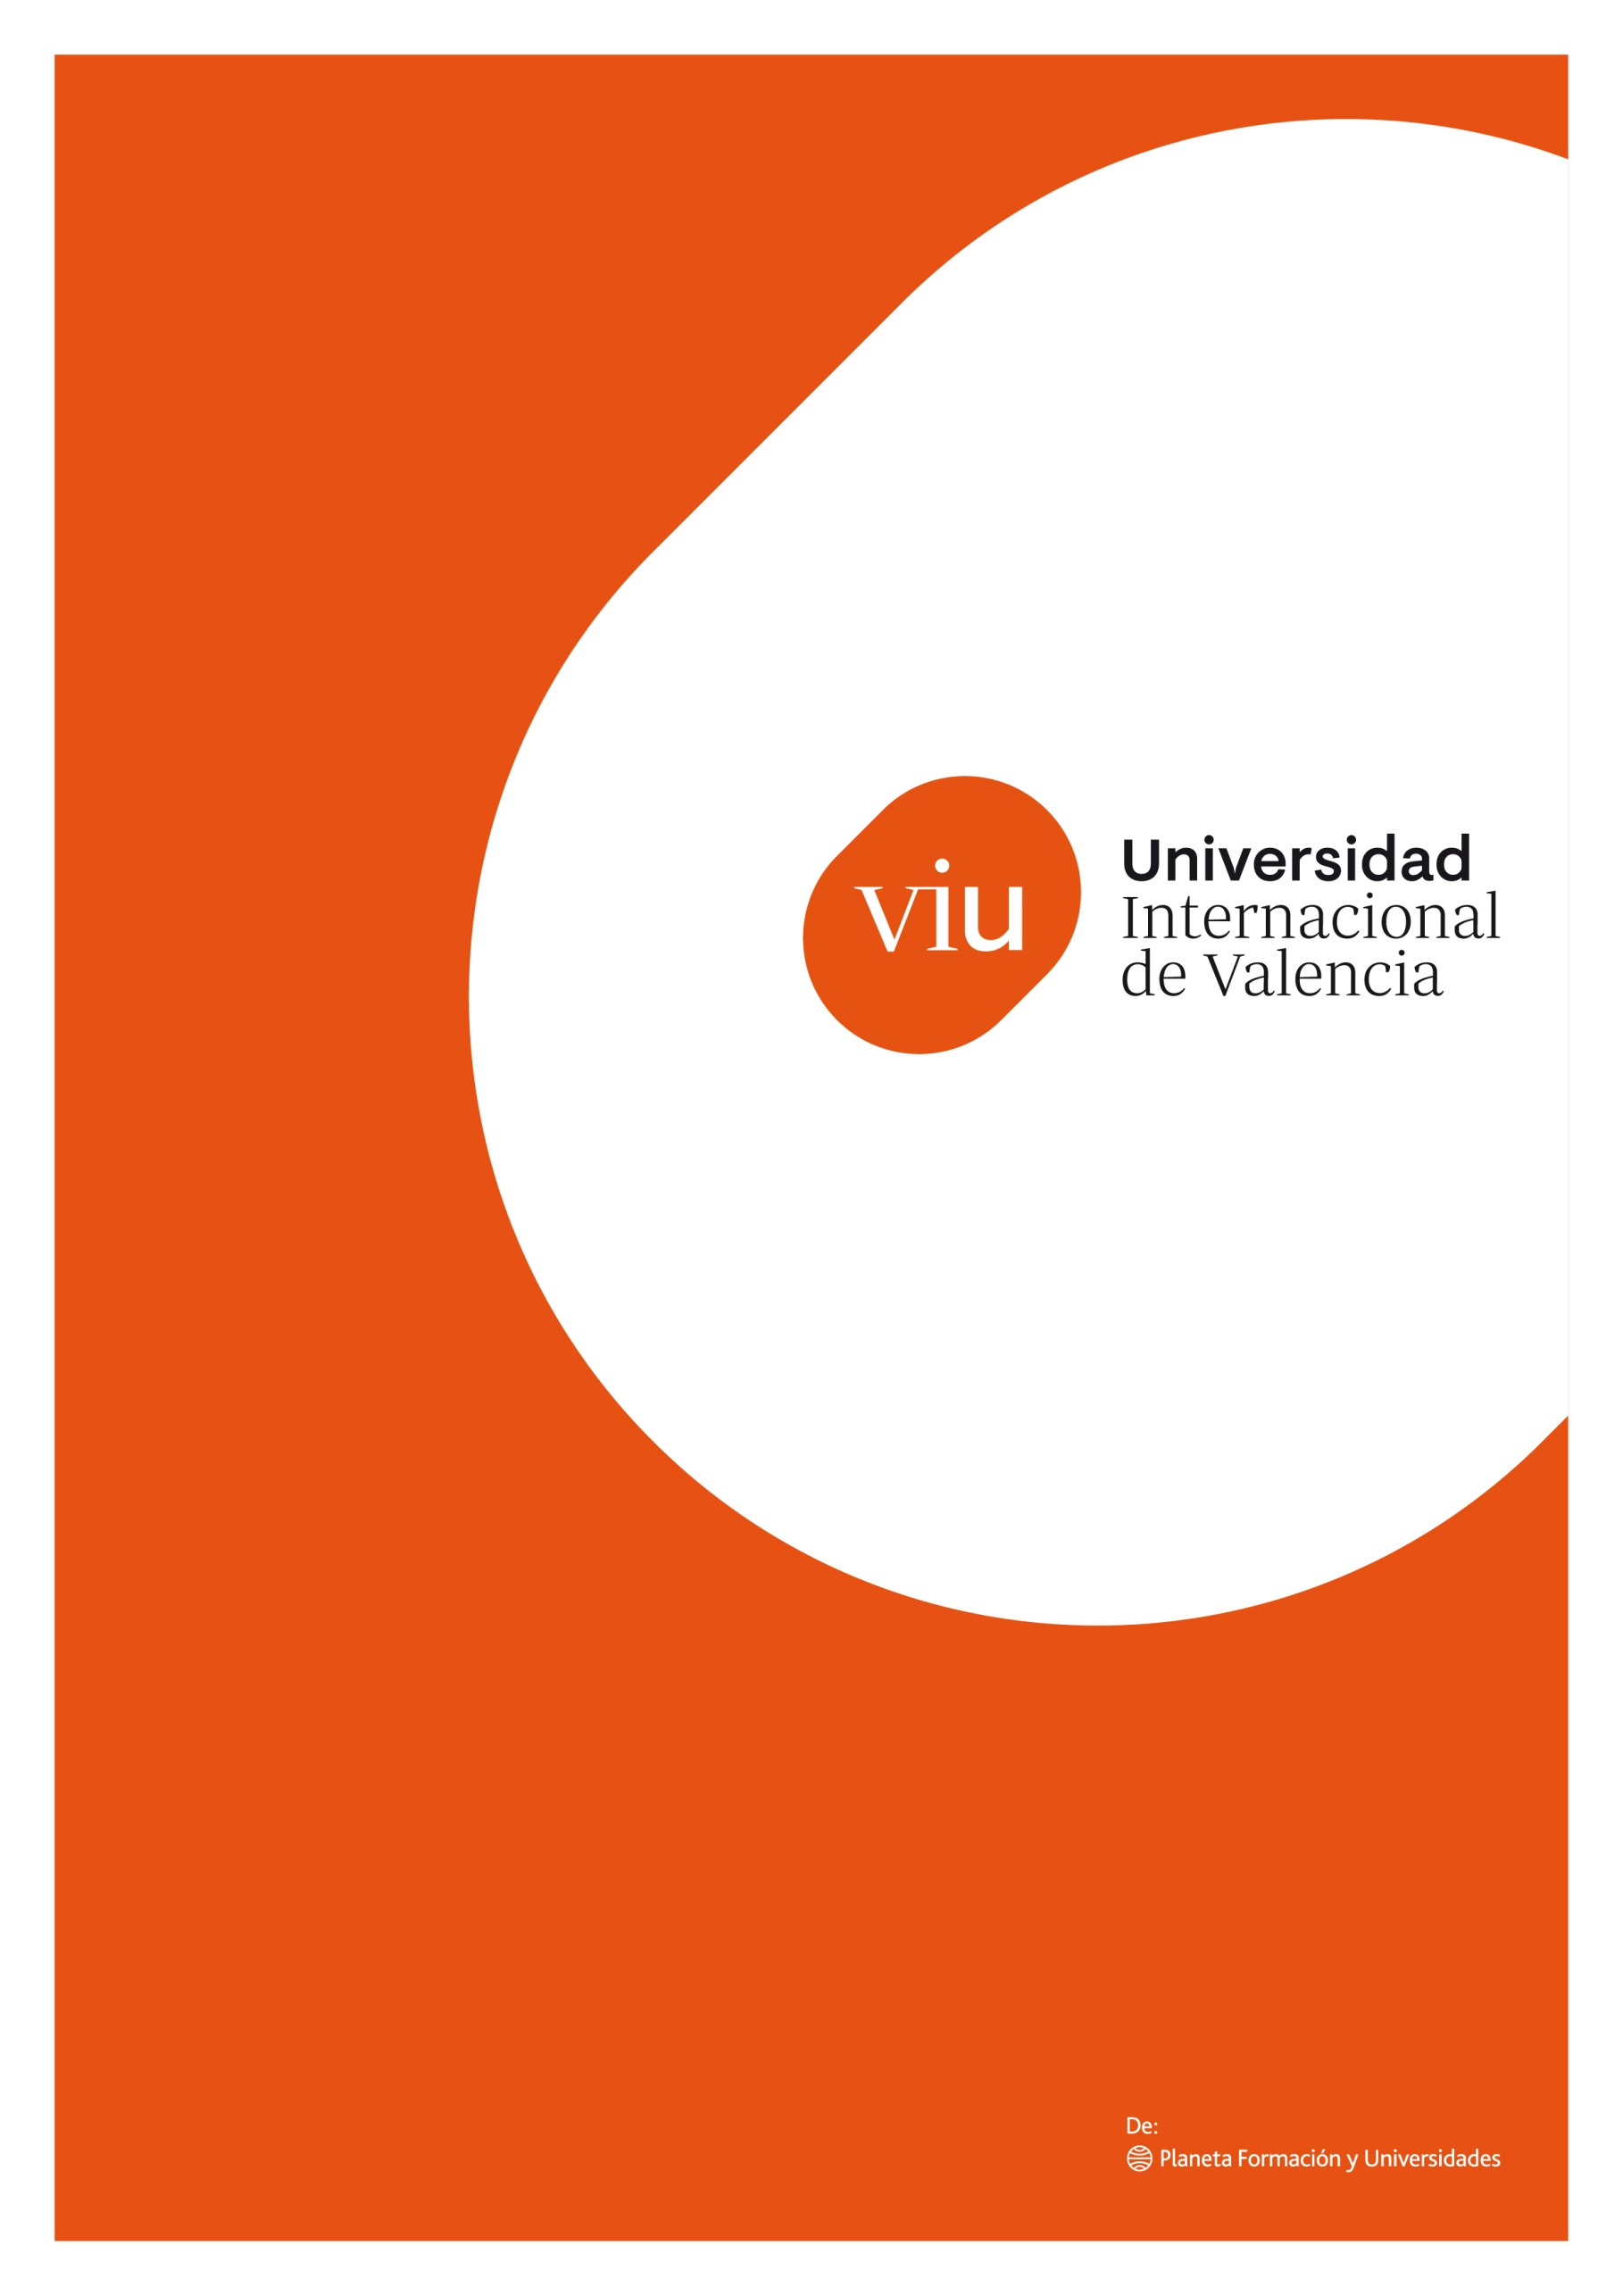 viu
Universidad
Internacional
de Valencia
De:
Planeta Formación y Universidades